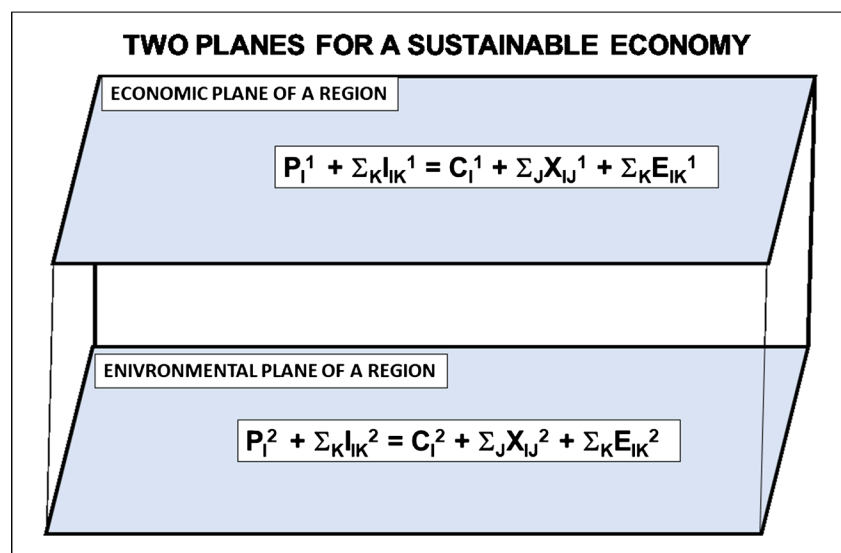 TWO PLANES FOR A SUSTAINABLE ECONOMY
ECONOMIC PLANE OF A REGION
P_I^1 + Σ_K I_IK^1 = C_I^1 + Σ_J X_IJ^1 + Σ_K E_IK^1
ENIVRONMENTAL PLANE OF A REGION
P_I^2 + Σ_K I_IK^2 = C_I^2 + Σ_J X_IJ^2 + Σ_K E_IK^2